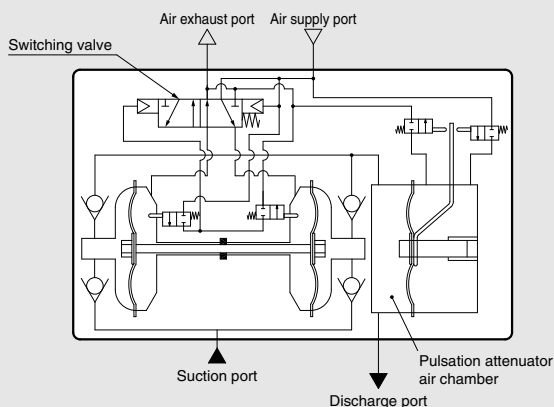 Air exhaust port
Air supply port
Switching valve
Suction port
Pulsation attenuator
air chamber
Discharge port